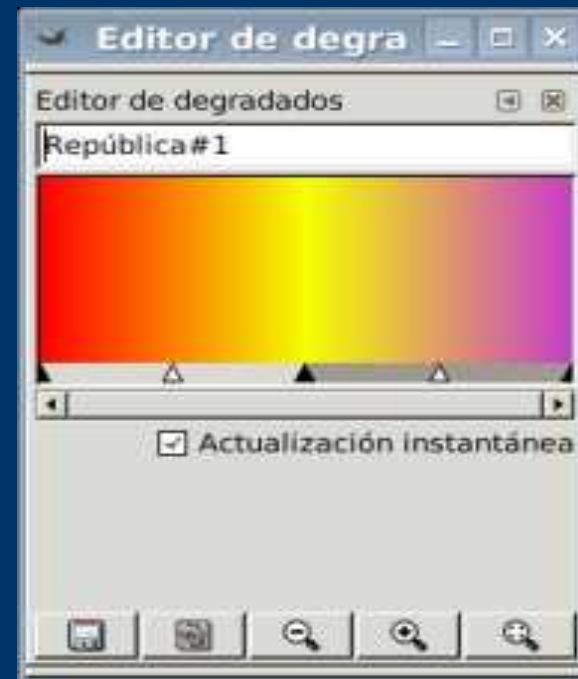 Editor de degra
Editor de degradados
República#1
Actualización instantánea